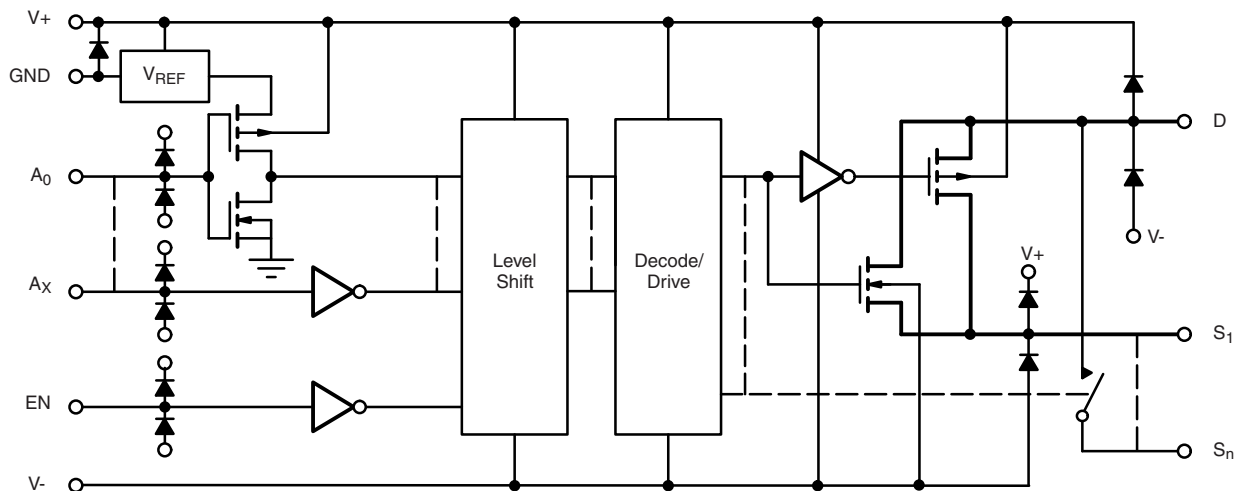 V+
GND
VREF
A0
AX
EN
V-
Level
Shift
Decode/
Drive
D
V-
V+
S1
Sn